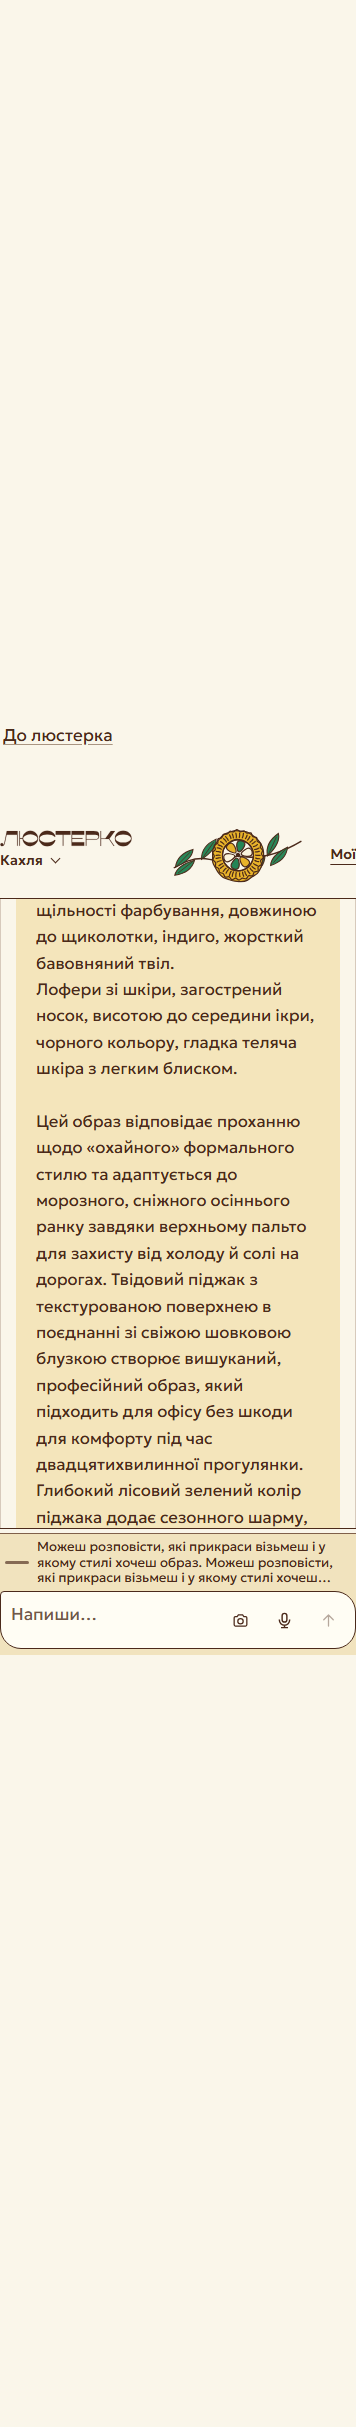 До люстерка
ЛЮСТЕРКО
Кахля
Мої
щільності фарбування, довжиною
до щиколотки, індиго, жорсткий
бавовняний твіл.
Лофери зі шкіри, загострений
носок, висотою до середини ікри,
чорного кольору, гладка теляча
шкіра з легким блиском.
Цей образ відповідає проханню
щодо «охайного» формального
стилю та адаптується до
морозного, сніжного осіннього
ранку завдяки верхньому пальто
для захисту від холоду й солі на
дорогах. Твідовий піджак з
текстурованою поверхнею в
поєднанні зі свіжою шовковою
блузкою створює вишуканий,
професійний образ, який
підходить для офісу без шкоди
для комфорту під час
двадцятихвилинної прогулянки.
Глибокий лісовий зелений колір
піджака додає сезонного шарму,
Можеш розповісти, які прикраси візьмеш і у
якому стилі хочеш образ. Можеш розповісти,
які прикраси візьмеш і у якому стилі хочеш...
Напиши...